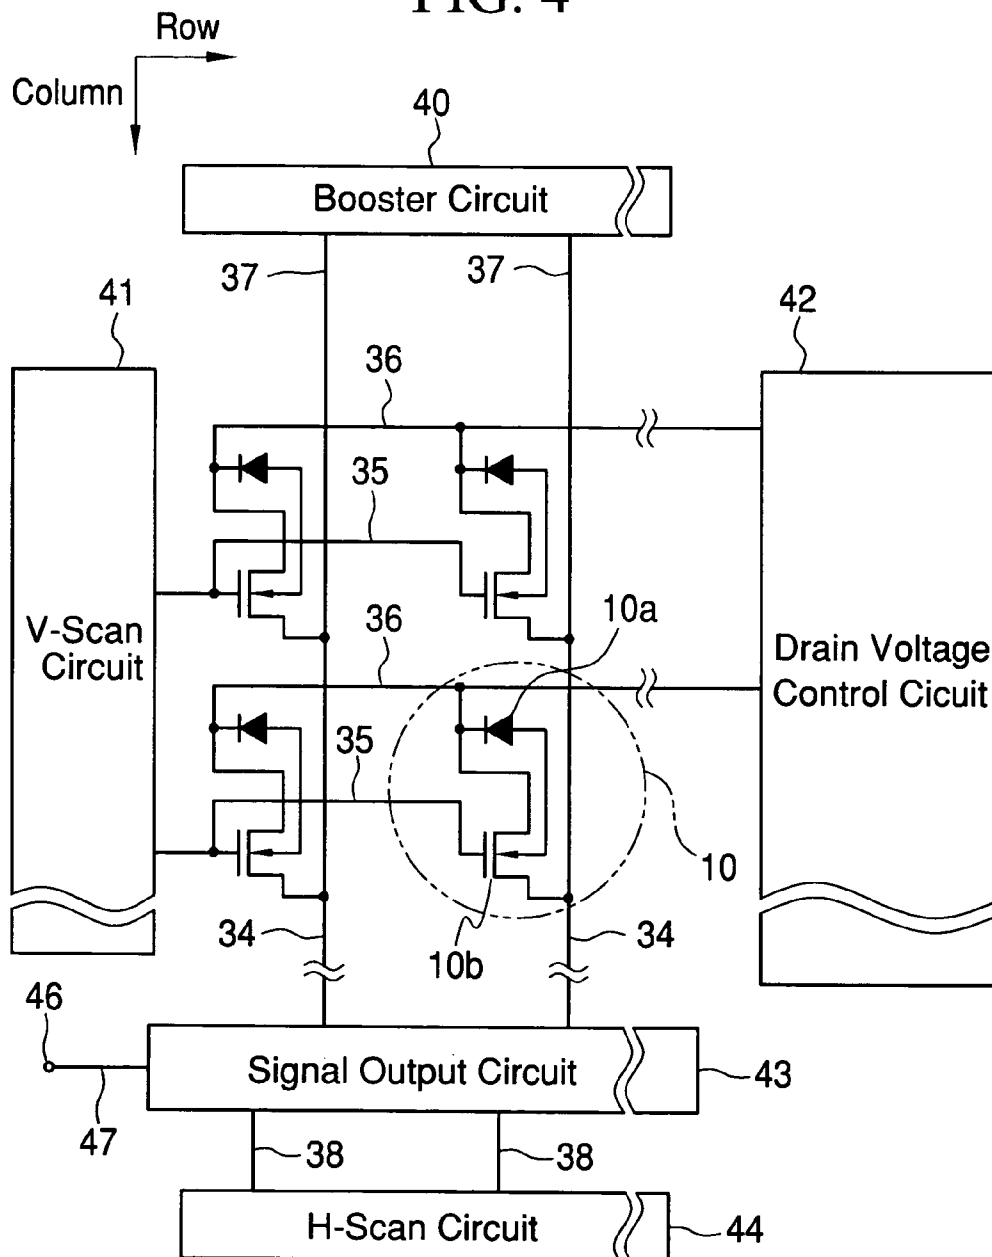 FIG. 4
Row
Column
40
Booster Circuit
37
37
41
42
36
35
10a
V-Scan
Circuit
36
Drain Voltage
Control Cicuit
35
10
34
34
10b
46
Signal Output Circuit
43
47
38
38
H-Scan Circuit
44